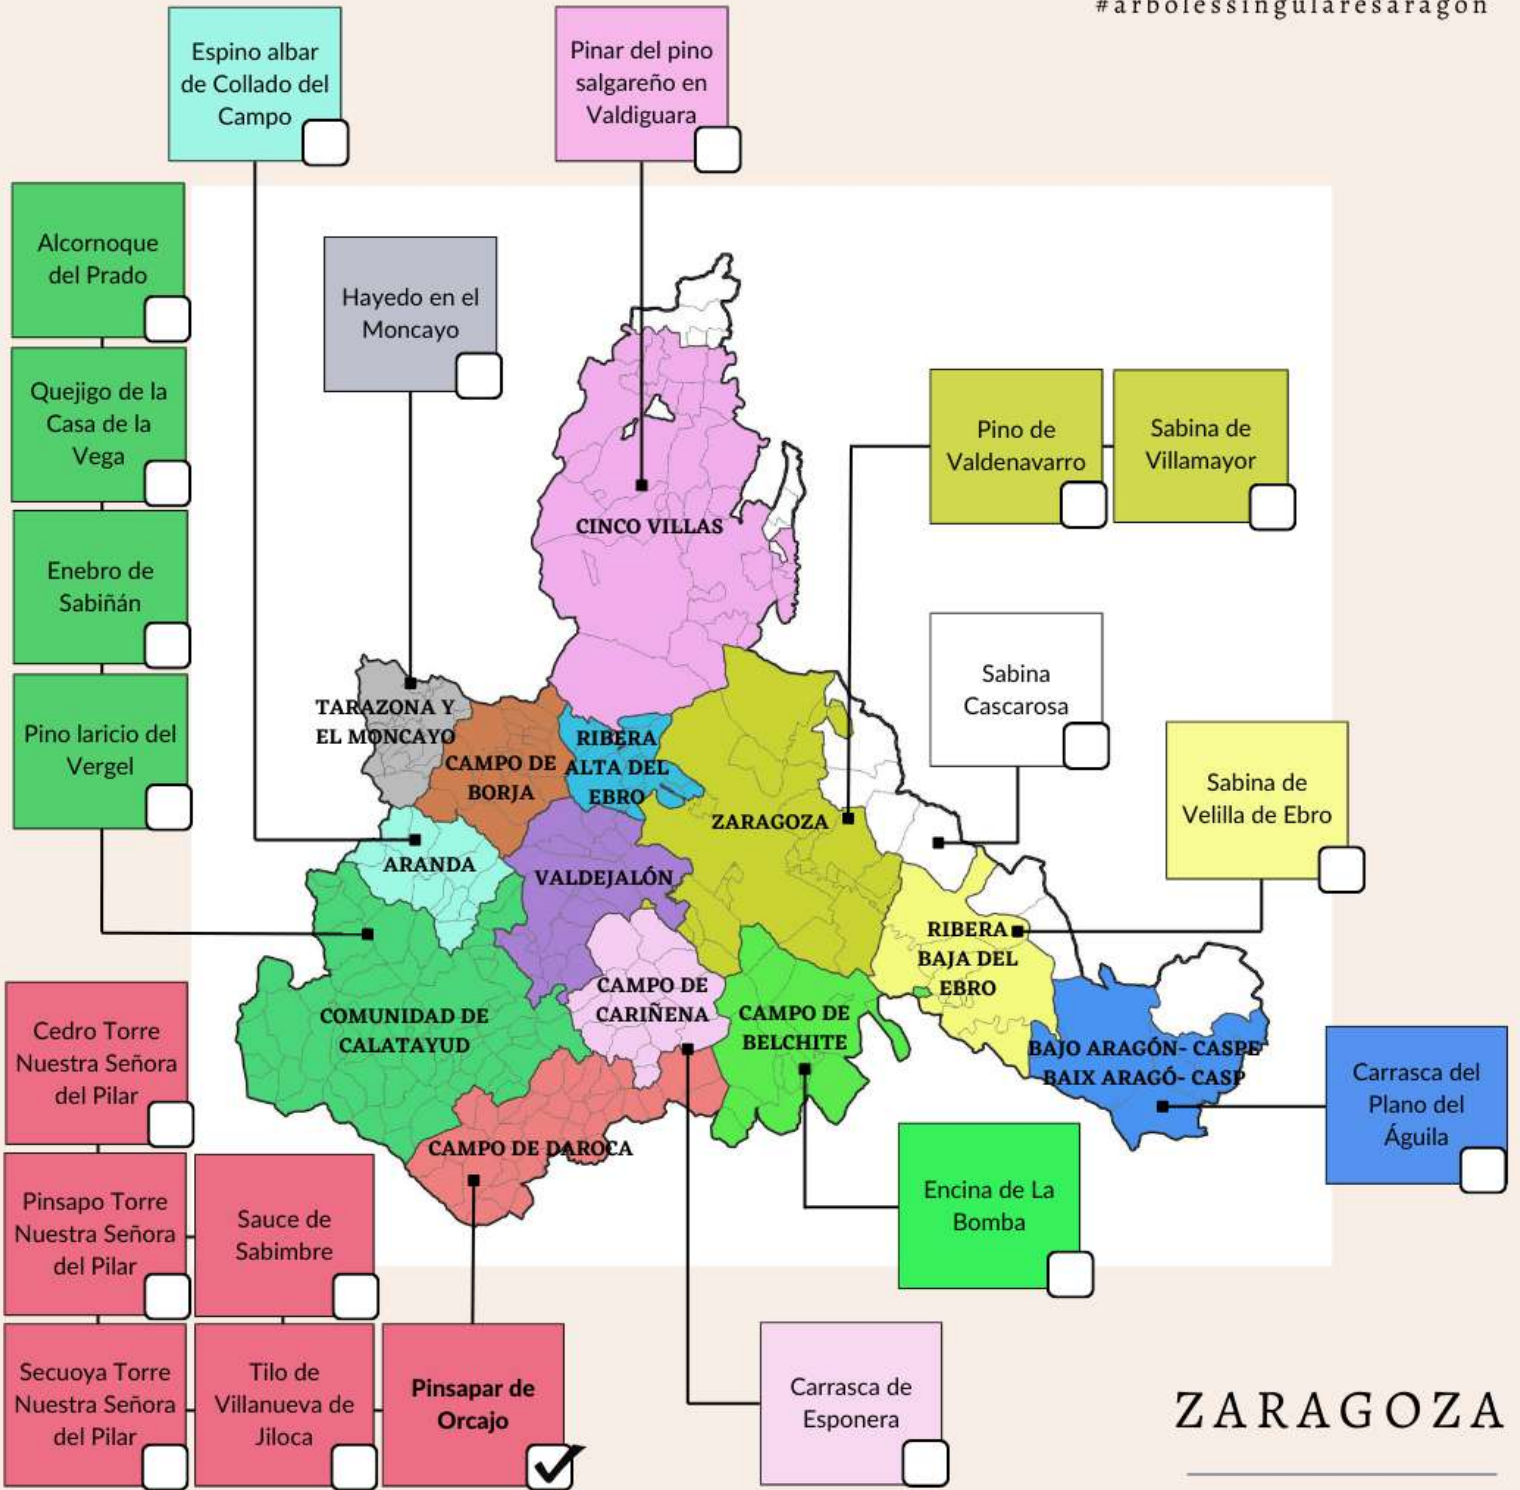 #arbolessingularesaragon
Espino albar
de Collado del
Campo
Pinar del pino
salgareño en
Valdiguara
Alcornoque
del Prado
Hayedo en el
Moncayo
Quejigo de la
Casa de la
Vega
Pino de
Valdenavarro
Sabina de
Villamayor
CINCO VILLAS
Enebro de
Sabiñán
Sabina
Cascarosa
Pino laricio del
Vergel
TARAZONA Y
EL MONCAYO
CAMPO DE
BORJA
RIBERA
ALTA DEL
EBRO
ZARAGOZA
Sabina de
Velilla de Ebro
ARANDA
VALDEJALÓN
RIBERA
BAJA DEL
EBRO
COMUNIDAD DE
CALATAYUD
CAMPO DE
CARIÑENA
CAMPO DE
BELCHITE
BAJO ARAGÓN- CASPE
BAIX ARAGÓ- CASP
Cedro Torre
Nuestra Señora
del Pilar
Carrasca del
Plano del
Águila
CAMPO DE DAROCA
Pinsapo Torre
Nuestra Señora
del Pilar
Sauce de
Sabimbre
Encina de La
Bomba
Secuoya Torre
Nuestra Señora
del Pilar
Tilo de
Villanueva de
Jiloca
Pinsapar de
Orcajo
Carrasca de
Esponera
ZARAGOZA